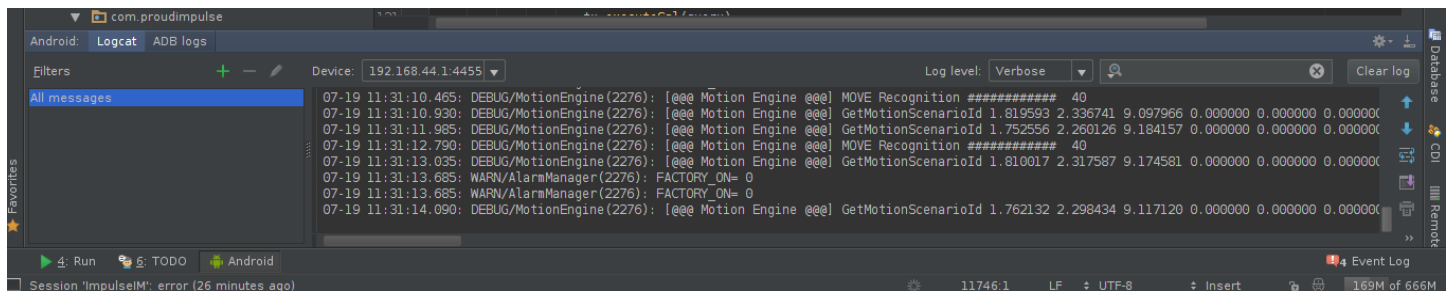 com.proudimpulse
Android: Logcat ADB logs
Filters
Device: 192.168.44.1:4455
Log level: Verbose
Clear log
All messages
07-19 11:31:10.465: DEBUG/MotionEngine(2276): [@@@ Motion Engine @@@] MOVE Recognition ############ 40
07-19 11:31:10.930: DEBUG/MotionEngine(2276): [@@@ Motion Engine @@@] GetMotionScenarioId 1.819593 2.336741 9.097966 0.000000 0.000000 0.000000
07-19 11:31:11.985: DEBUG/MotionEngine(2276): [@@@ Motion Engine @@@] GetMotionScenarioId 1.752556 2.260126 9.184157 0.000000 0.000000 0.000000
07-19 11:31:12.790: DEBUG/MotionEngine(2276): [@@@ Motion Engine @@@] MOVE Recognition ############ 40
07-19 11:31:13.035: DEBUG/MotionEngine(2276): [@@@ Motion Engine @@@] GetMotionScenarioId 1.810017 2.317587 9.174581 0.000000 0.000000 0.000000
07-19 11:31:13.685: WARN/AlarmManager(2276): FACTORY_ON= 0
07-19 11:31:13.685: WARN/AlarmManager(2276): FACTORY_ON= 0
07-19 11:31:14.090: DEBUG/MotionEngine(2276): [@@@ Motion Engine @@@] GetMotionScenarioId 1.762132 2.298434 9.117120 0.000000 0.000000 0.000000
Favorites
Database
CDI
Remote
4: Run 6: TODO Android
4 Event Log
Session 'ImpulseIM': error (26 minutes ago)
11746:1 LF UTF-8 Insert 169M of 666M